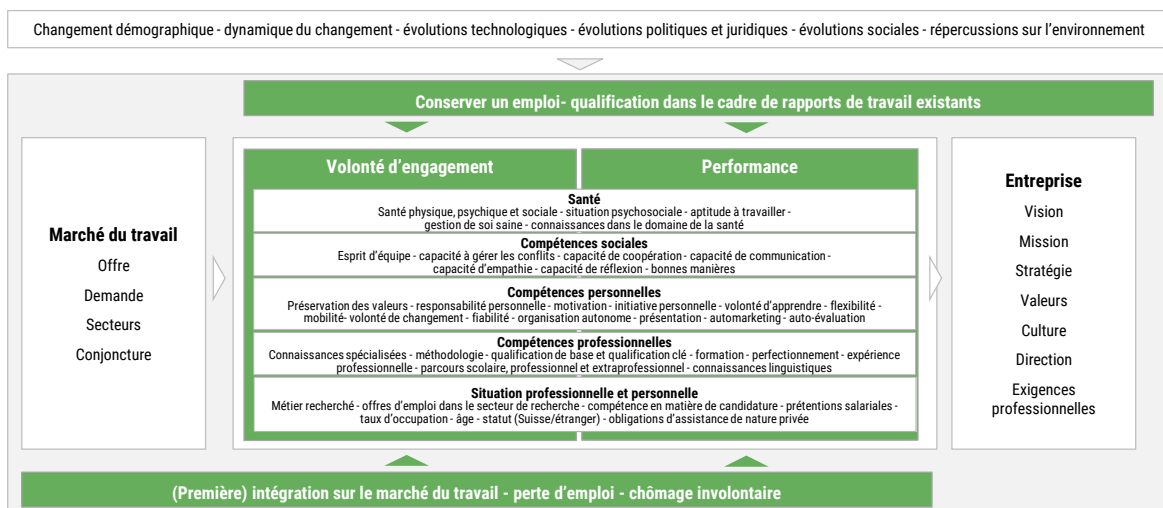 Changement démographique - dynamique du changement - évolutions technologiques - évolutions politiques et juridiques - évolutions sociales - répercussions sur l'environnement
Conserver un emploi- qualification dans le cadre de rapports de travail existants
Marché du travail
Offre
Demande
Secteurs
Conjoncture
Volonté d'engagement
Performance
Santé
Santé physique, psychique et sociale - situation psychosociale - aptitude à travailler -
gestion de soi saine - connaissances dans le domaine de la santé
Compétences sociales
Esprit d'équipe - capacité à gérer les conflits - capacité de coopération - capacité de communication -
capacité d'empathie - capacité de réflexion - bonnes manières
Compétences personnelles
Préservation des valeurs - responsabilité personnelle - motivation - initiative personnelle - volonté d'apprendre - flexibilité -
mobilité- volonté de changement - fiabilité - organisation autonome - présentation - automarketing - auto-évaluation
Compétences professionnelles
Connaissances spécialisées - méthodologie - qualification de base et qualification clé - formation - perfectionnement - expérience
professionnelle - parcours scolaire, professionnel et extraprofessionnel - connaissances linguistiques
Situation professionnelle et personnelle
Métier recherché - offres d'emploi dans le secteur de recherche - compétence en matière de candidature - prétentions salariales -
taux d'occupation - âge - statut (Suisse/étranger) - obligations d'assistance de nature privée
Entreprise
Vision
Mission
Stratégie
Valeurs
Culture
Direction
Exigences
professionnelles
(Première) intégration sur le marché du travail - perte d'emploi - chômage involontaire